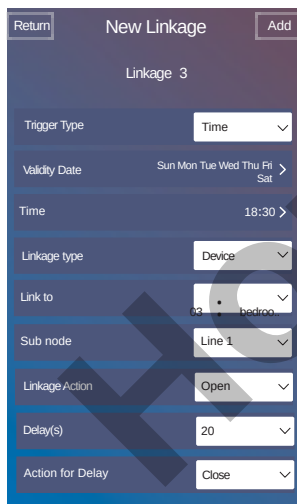 Return New Linkage Add
Linkage 3
Trigger Type Time
Validity Date Sun Mon Tue Wed Thu Fri
Sat
Time 18:30
Linkage type Device
Link to
03 : bedroo..
Sub node Line 1
Linkage Action Open
Delay(s) 20
Action for Delay Close